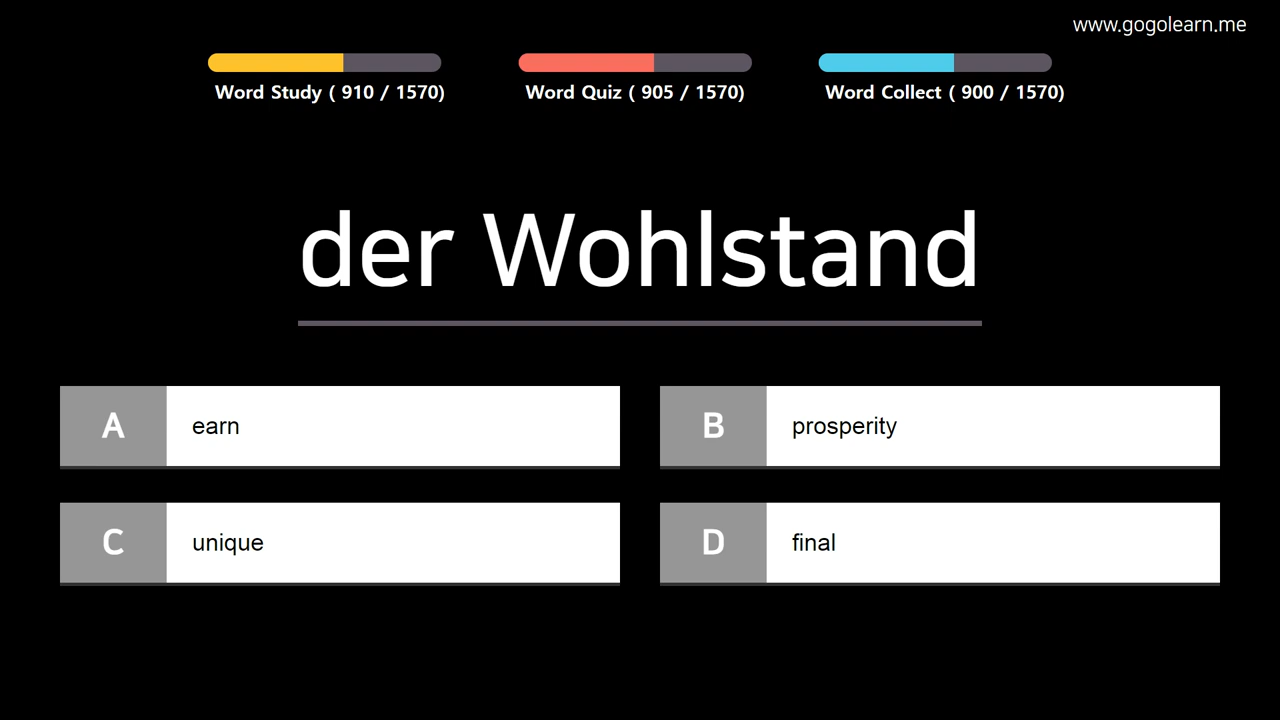 www.gogolearn.me
Word Study ( 910 / 1570)
Word Quiz ( 905 / 1570)
Word Collect ( 900 / 1570)
der Wohlstand
A earn
B prosperity
C unique
D final